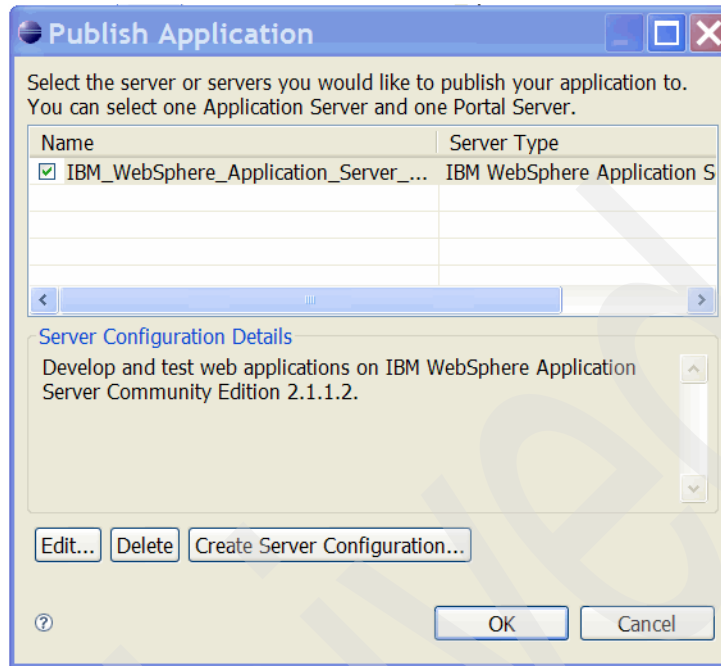 Publish Application
Select the server or servers you would like to publish your application to.
You can select one Application Server and one Portal Server.
Name Server Type
IBM_WebSphere_Application_Server_... IBM WebSphere Application S
Server Configuration Details
Develop and test web applications on IBM WebSphere Application
Server Community Edition 2.1.1.2.
Edit... Delete Create Server Configuration...
? OK Cancel